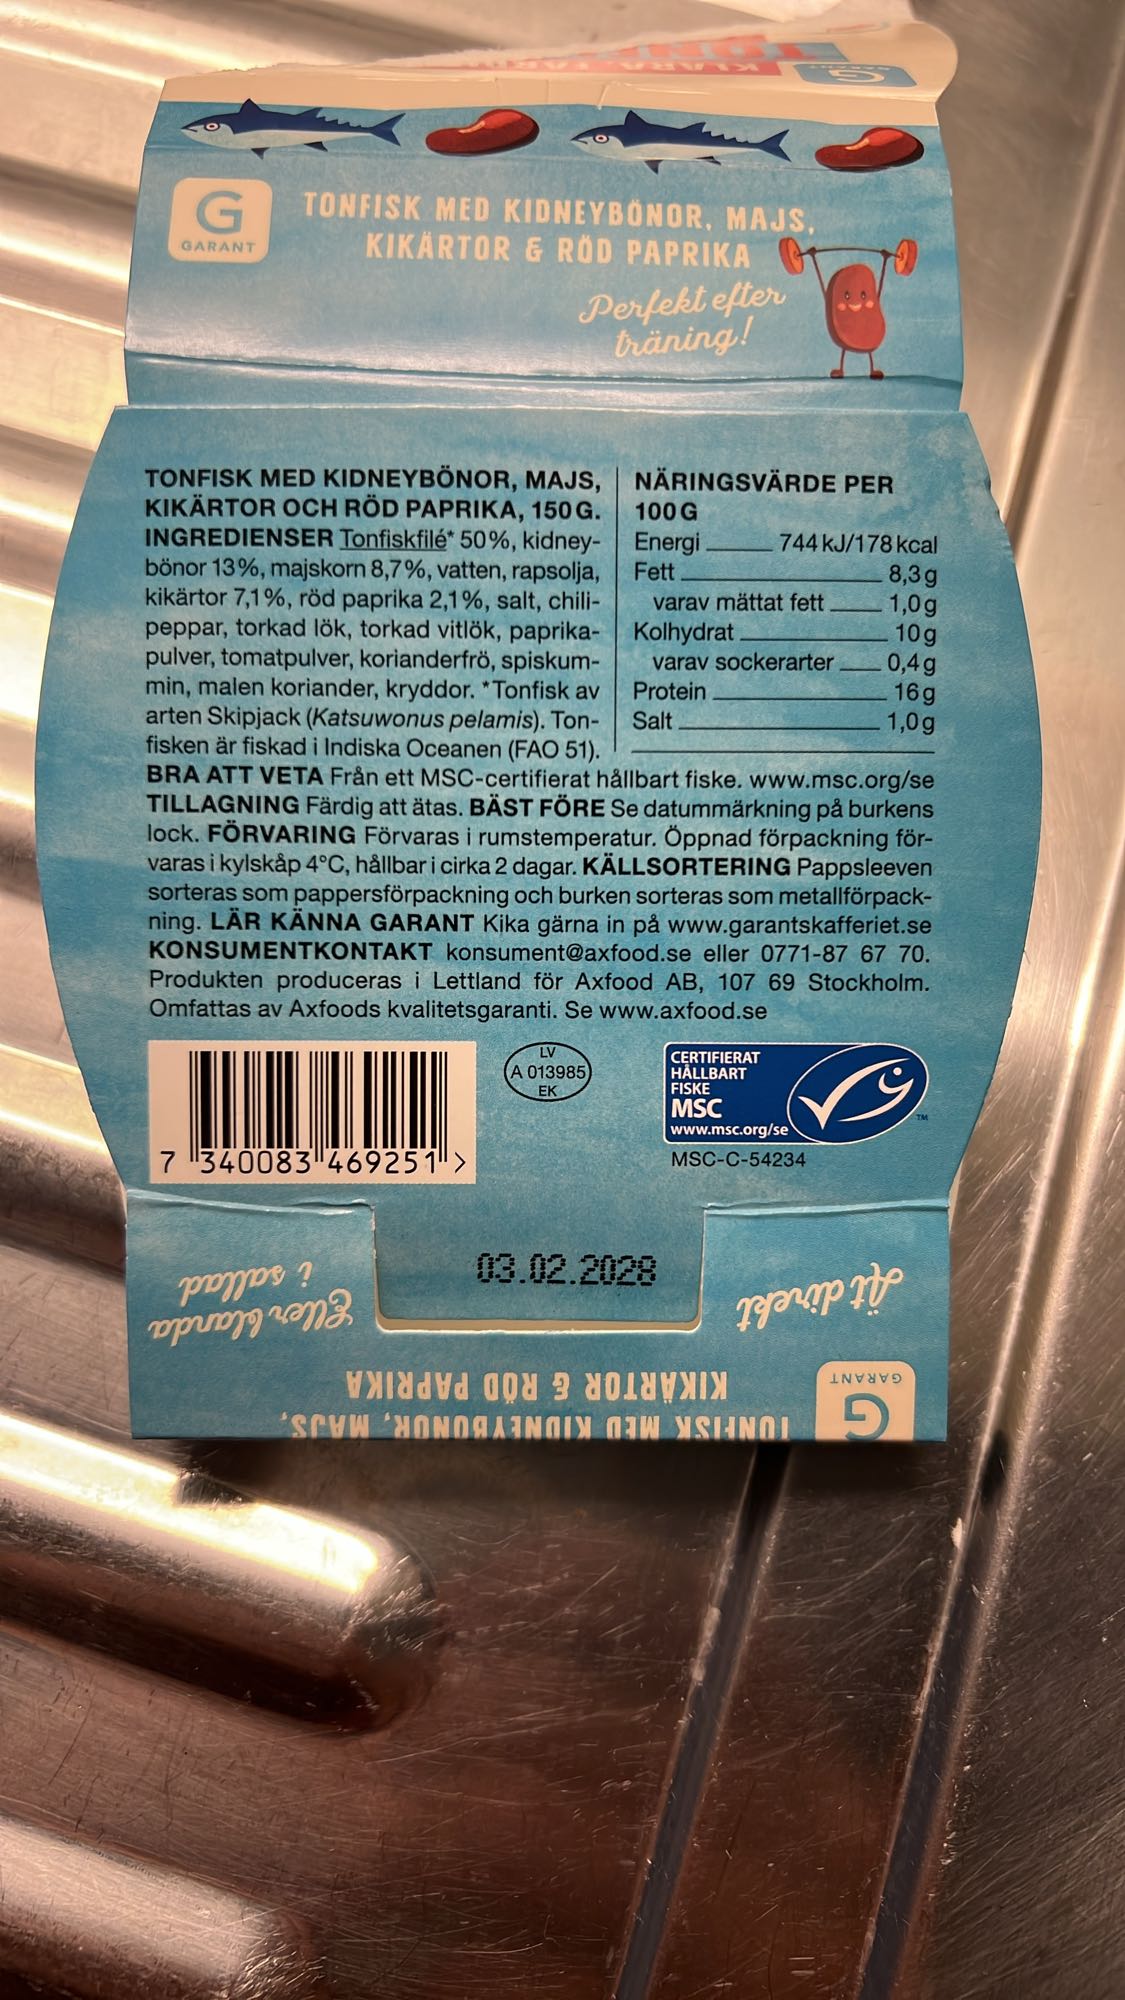 GARANT
G
GARANT
TONFISK MED KIDNEYBÖNOR, MAJS,
KIKÄRTOR & RÖD PAPRIKA
Perfekt efter
träning!
TONFISK MED KIDNEYBÖNOR, MAJS,
KIKÄRTOR OCH RÖD PAPRIKA, 150 G.
INGREDIENSER Tonfiskfilé* 50%, kidney-
bönor 13%, majskorn 8,7%, vatten, rapsolja,
kikärtor 7,1%, röd paprika 2,1%, salt, chili-
peppar, torkad lök, torkad vitlök, paprika-
pulver, tomatpulver, korianderfrö, spiskum-
min, malen koriander, kryddor. *Tonfisk av
arten Skipjack (Katsuwonus pelamis). Ton-
fisken är fiskad i Indiska Oceanen (FAO 51).
NÄRINGSVÄRDE PER
100 G
Energi 744 kJ/178 kcal
Fett 8,3 g
varav mättat fett 1,0 g
Kolhydrat 10 g
varav sockerarter 0,4 g
Protein 16 g
Salt 1,0 g
BRA ATT VETA Från ett MSC-certifierat hållbart fiske. www.msc.org/se
TILLAGNING Färdig att ätas. BÄST FÖRE Se datummärkning på burkens
lock. FÖRVARING Förvaras i rumstemperatur. Öppnad förpackning för-
varas i kylskåp 4°C, hållbar i cirka 2 dagar. KÄLLSORTERING Pappsleeven
sorteras som pappersförpackning och burken sorteras som metallförpack-
ning. LÄR KÄNNA GARANT Kika gärna in på www.garantskafferiet.se
KONSUMENTKONTAKT konsument@axfood.se eller 0771-87 67 70.
Produkten produceras i Lettland för Axfood AB, 107 69 Stockholm.
Omfattas av Axfoods kvalitetsgaranti. Se www.axfood.se
7 340083 469251 >
LV
A 013985
EK
CERTIFIERAT
HÅLLBART
FISKE
MSC
www.msc.org/se
TM
MSC-C-54234
03.02.2028
Ät direkt
Eller blanda
i sallad
G
GARANT
TONFISK MED KIDNEYBÖNOR, MAJS,
KIKÄRTOR & RÖD PAPRIKA